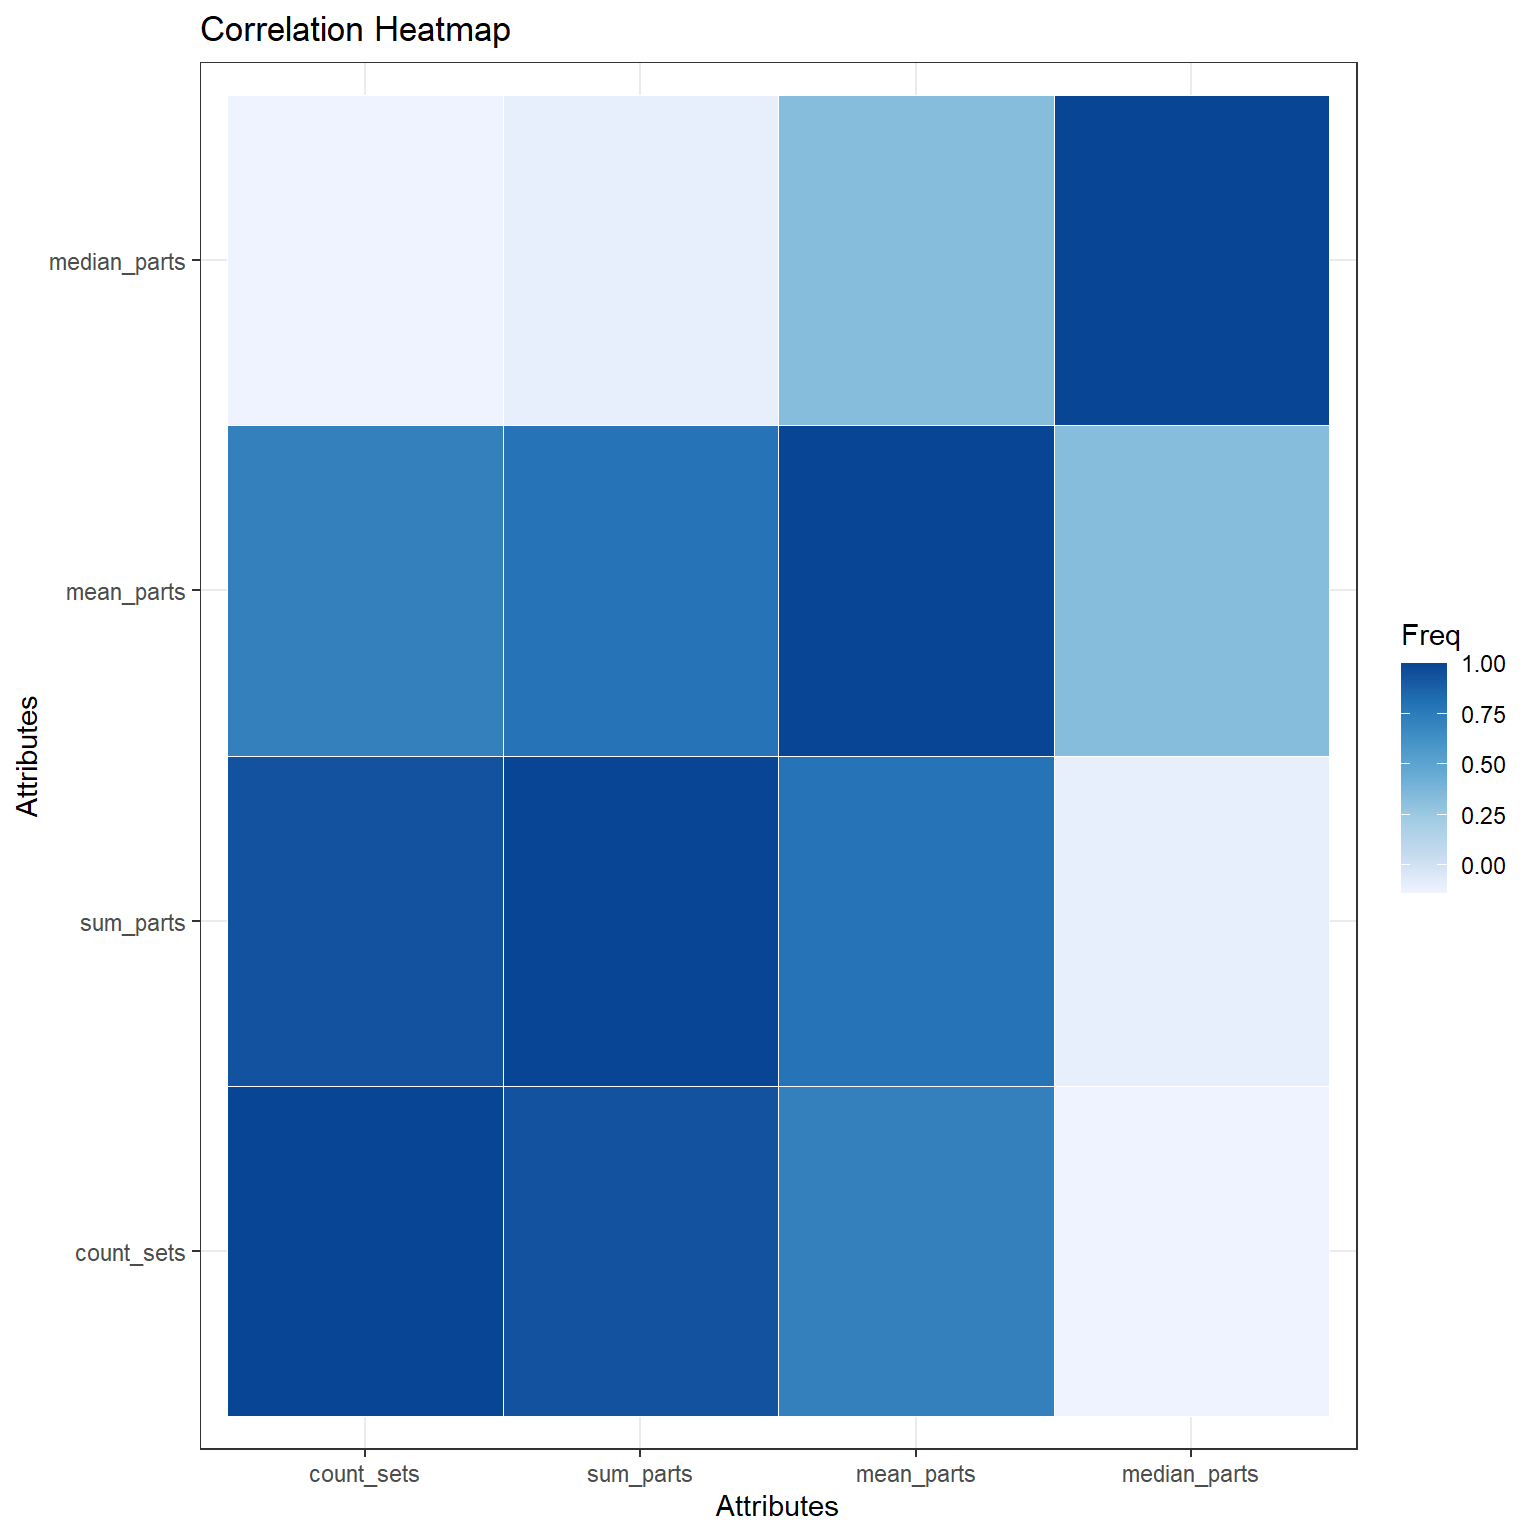 Correlation Heatmap
median_parts
mean_parts
sum_parts
count_sets
Attributes
count_sets
sum_parts
mean_parts
median_parts
Attributes
Freq
1.00
0.75
0.50
0.25
0.00